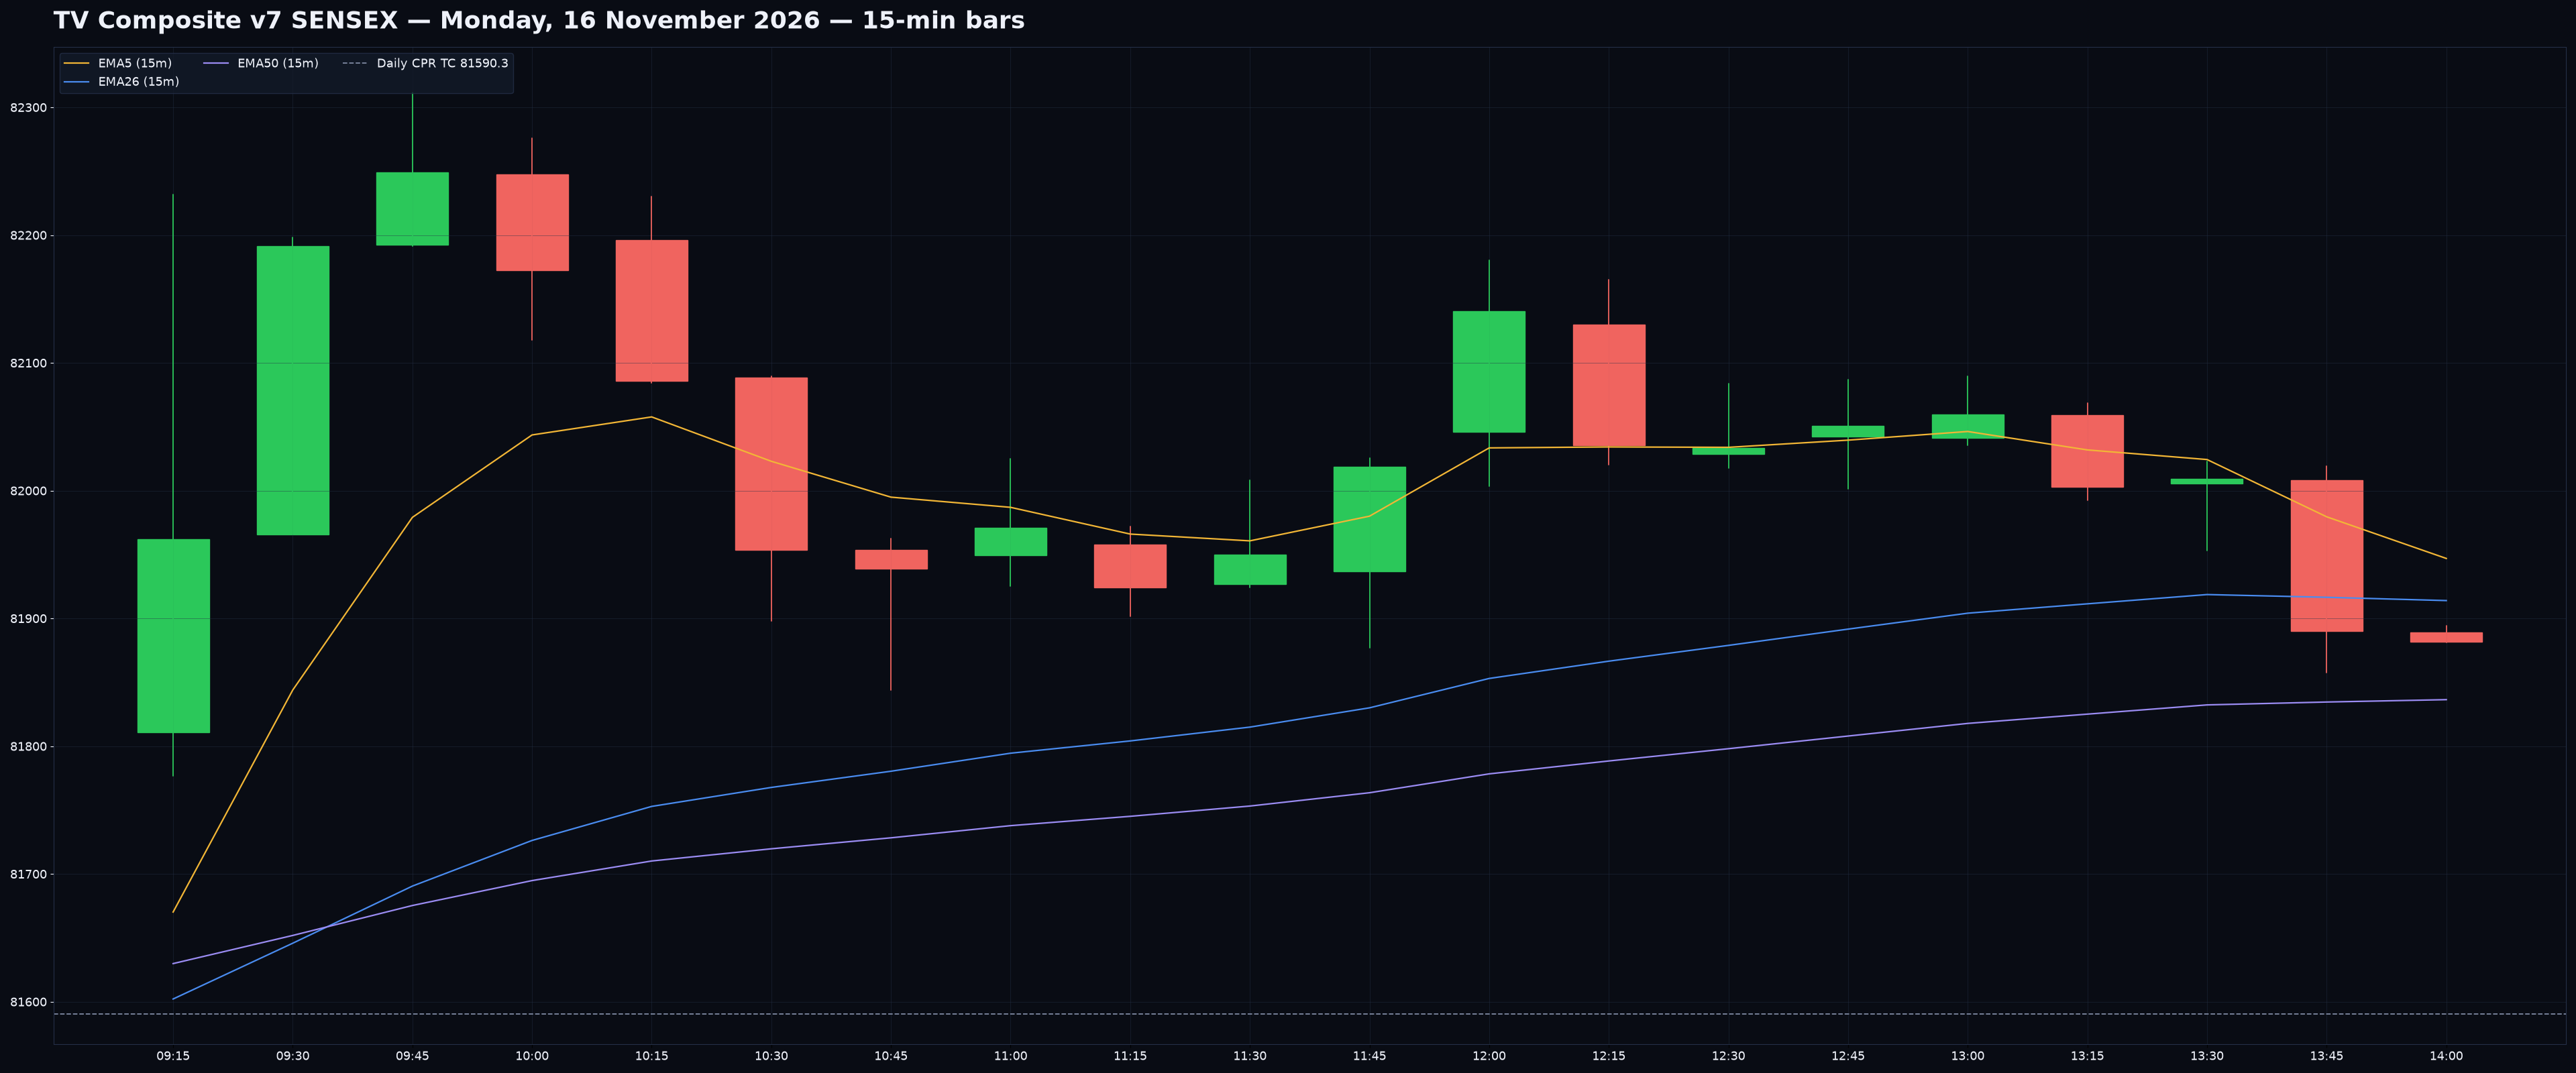 TV Composite v7 SENSEX — Monday, 16 November 2026 — 15-min bars
EMA5 (15m) EMA50 (15m) Daily CPR TC 81590.3
EMA26 (15m)
82300
82200
82100
82000
81900
81800
81700
81600
09:15 09:30 09:45 10:00 10:15 10:30 10:45 11:00 11:15 11:30 11:45 12:00 12:15 12:30 12:45 13:00 13:15 13:30 13:45 14:00